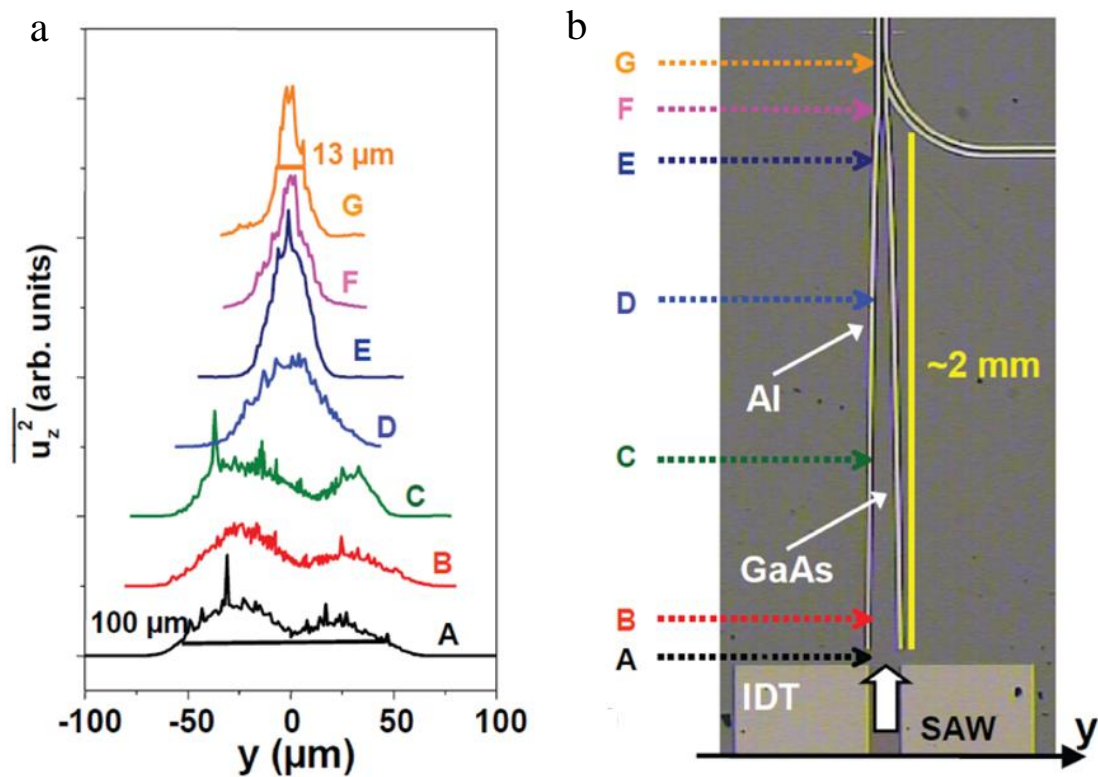 a
13 µm
G
F
E
D
C
B
100 µm
A
-100 -50 0 50 100
y (µm)
u_z^2 (arb. units)
b
G
F
E
D
~2 mm
Al
C
GaAs
B
A
IDT
SAW
y